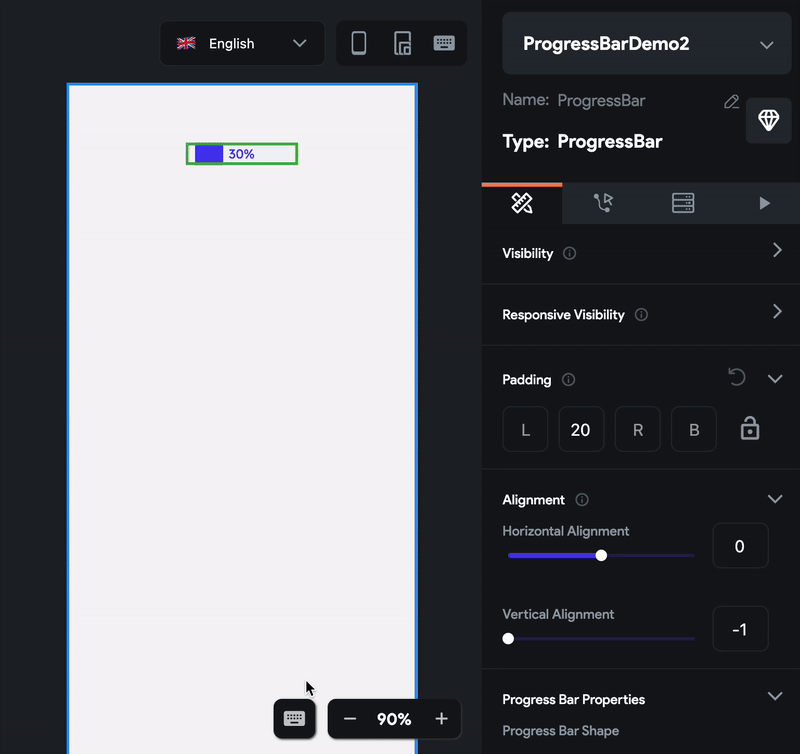 English
ProgressBarDemo2
Name: ProgressBar
Type: ProgressBar
30%
Visibility
Responsive Visibility
Padding
L 20 R B
Alignment
Horizontal Alignment
0
Vertical Alignment
-1
Progress Bar Properties
Progress Bar Shape
90%